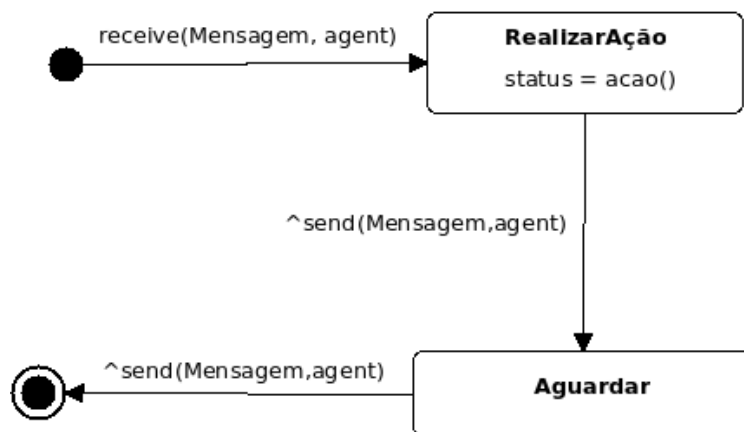 receive(Mensagem, agent)
RealizarAção
status = acao()
^send(Mensagem,agent)
^send(Mensagem,agent)
Aguardar